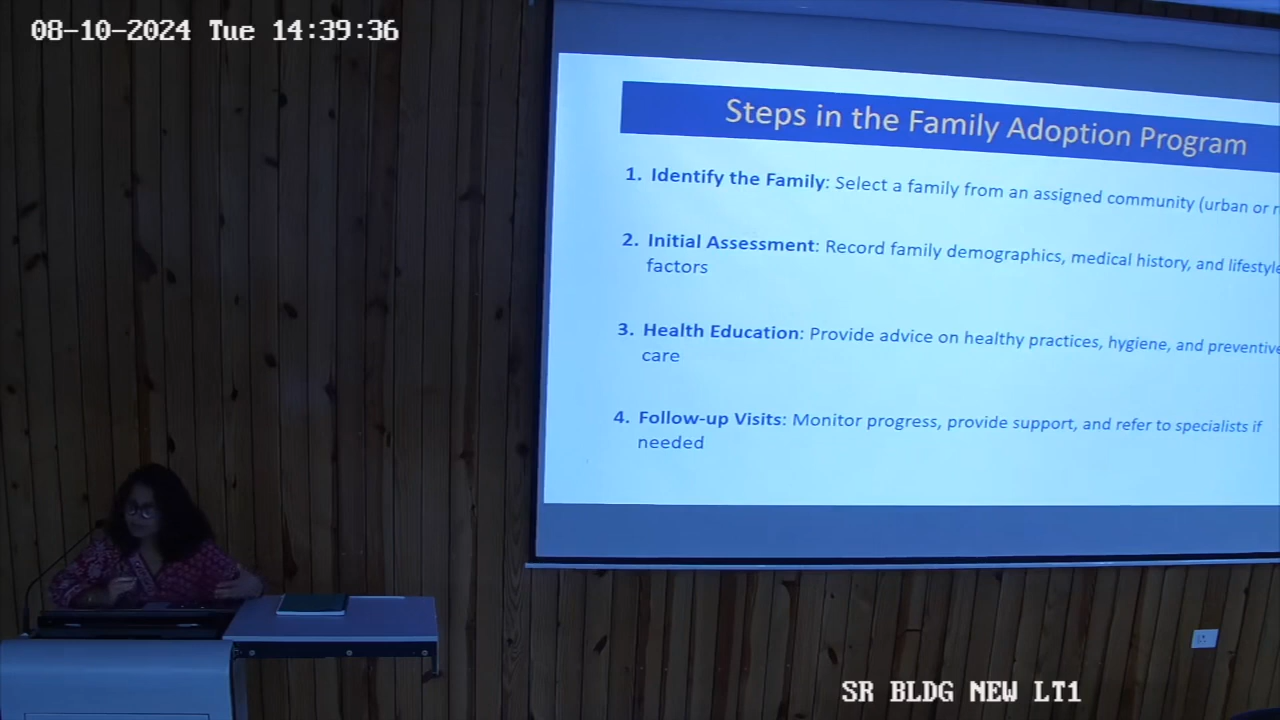 08-10-2024 Tue 14:39:36
Steps in the Family Adoption Program
1. Identify the Family: Select a family from an assigned community (urban or
2. Initial Assessment: Record family demographics, medical history, and lifestyle
factors
3. Health Education: Provide advice on healthy practices, hygiene, and preventive
care
4. Follow-up Visits: Monitor progress, provide support, and refer to specialists if
needed
SR BLDG NEW LT1